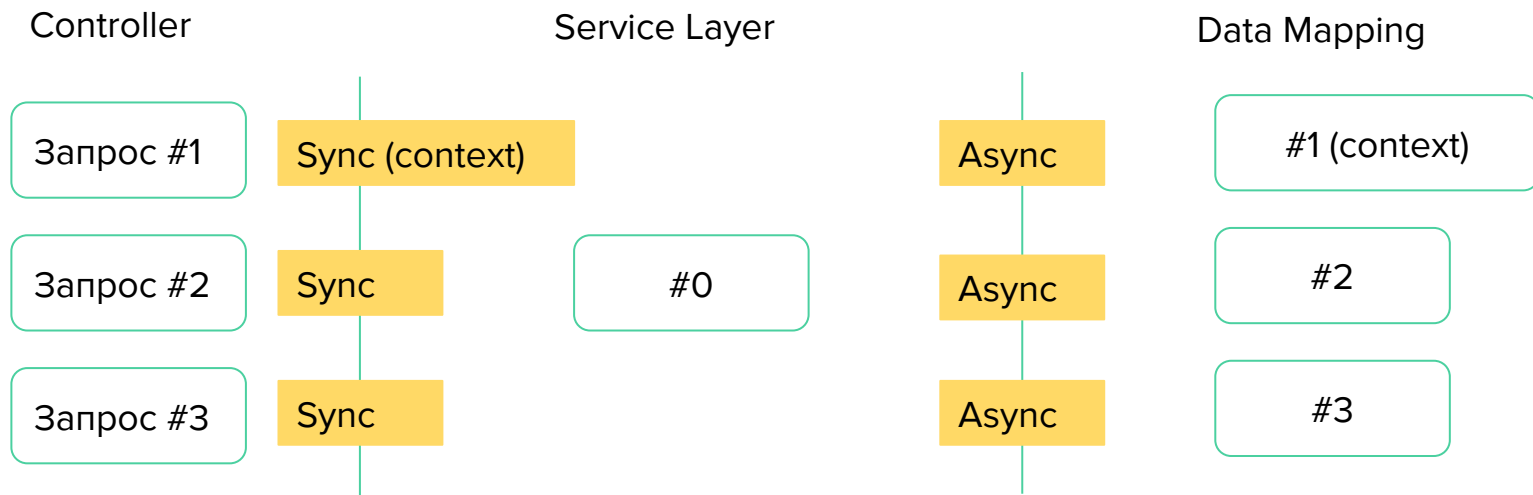 Controller
Service Layer
Data Mapping
Запрос #1
Sync (context)
Async
#1 (context)
Запрос #2
Sync
#0
Async
#2
Запрос #3
Sync
Async
#3